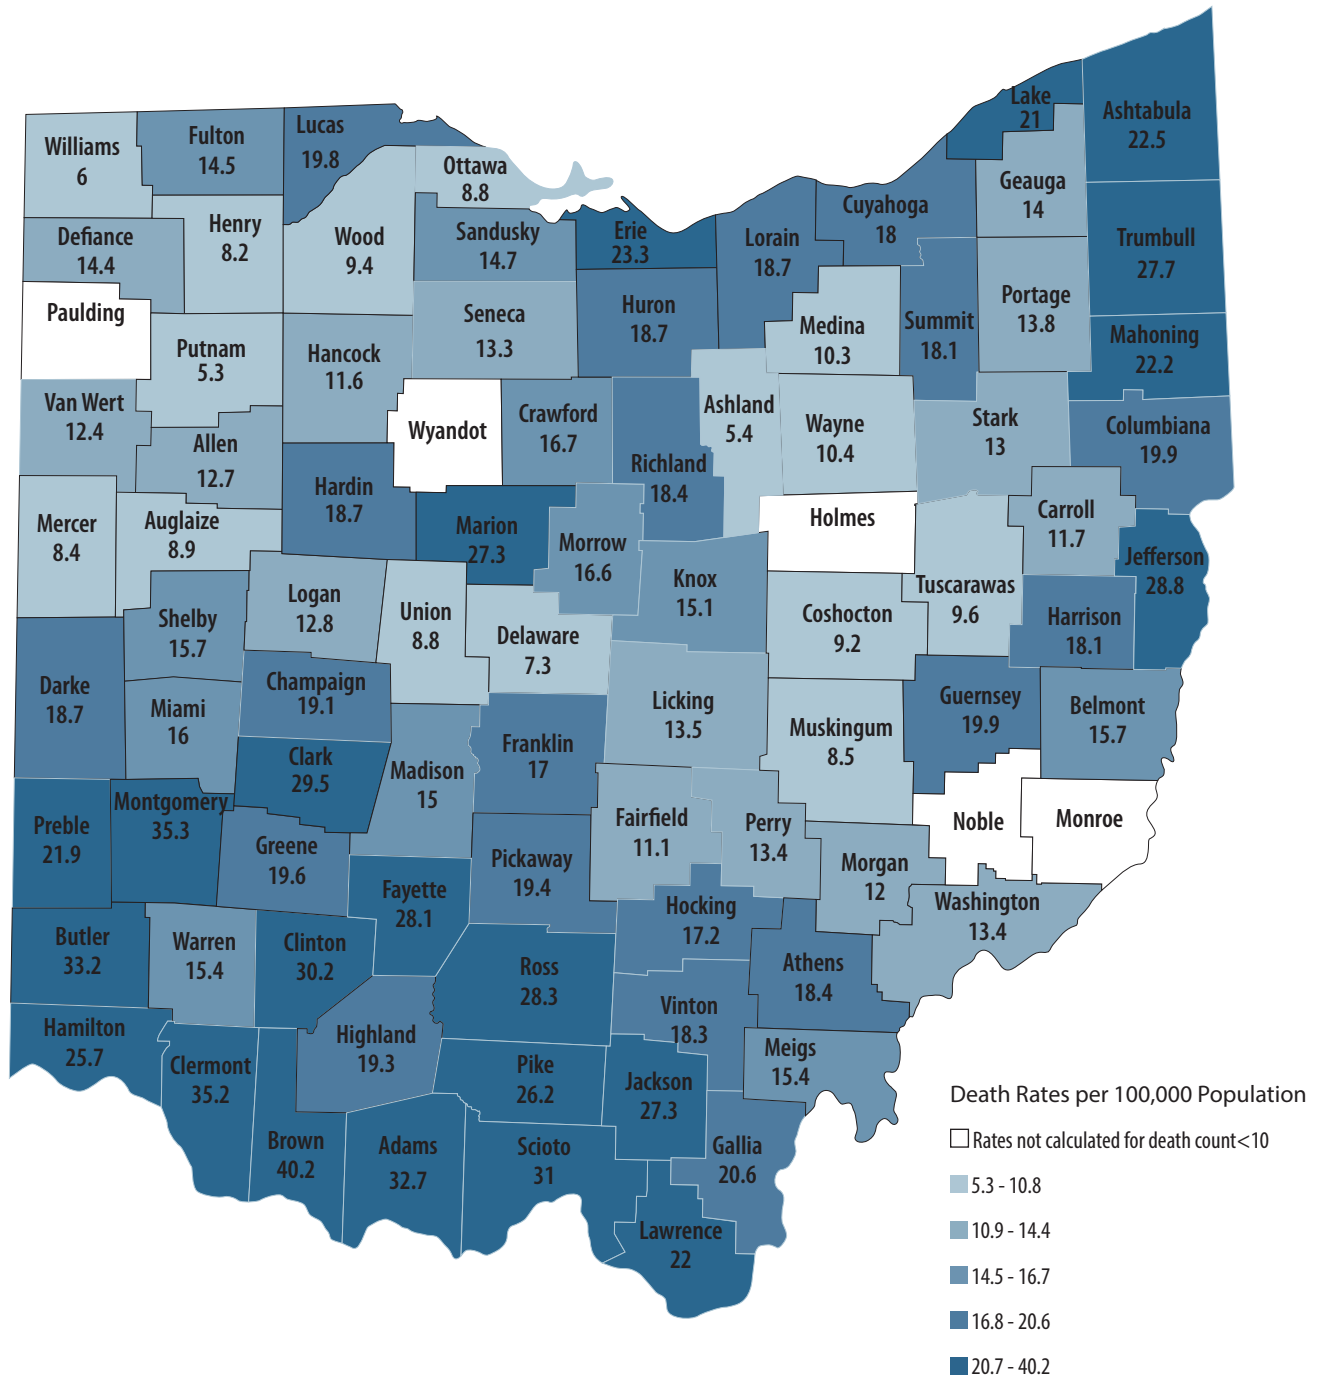 Lake
21
Ashtabula
22.5
Williams
6
Fulton
14.5
Lucas
19.8
Ottawa
8.8
Geauga
14
Henry
8.2
Wood
9.4
Defiance
14.4
Sandusky
14.7
Erie
23.3
Lorain
18.7
Cuyahoga
18
Trumbull
27.7
Paulding
Putnam
5.3
Hancock
11.6
Seneca
13.3
Huron
18.7
Medina
10.3
Summit
18.1
Portage
13.8
Mahoning
22.2
Van Wert
12.4
Allen
12.7
Wyandot
Crawford
16.7
Richland
18.4
Ashland
5.4
Wayne
10.4
Stark
13
Columbiana
19.9
Mercer
8.4
Auglaize
8.9
Hardin
18.7
Marion
27.3
Morrow
16.6
Knox
15.1
Holmes
Carroll
11.7
Jefferson
28.8
Shelby
15.7
Logan
12.8
Union
8.8
Delaware
7.3
Coshocton
9.2
Tuscarawas
9.6
Harrison
18.1
Darke
18.7
Miami
16
Champaign
19.1
Licking
13.5
Muskingum
8.5
Guernsey
19.9
Belmont
15.7
Clark
29.5
Madison
15
Franklin
17
Preble
21.9
Montgomery
35.3
Greene
19.6
Fairfield
11.1
Perry
13.4
Noble
Monroe
Fayette
28.1
Pickaway
19.4
Hocking
17.2
Morgan
12
Washington
13.4
Butler
33.2
Warren
15.4
Clinton
30.2
Ross
28.3
Athens
18.4
Hamilton
25.7
Clermont
35.2
Highland
19.3
Vinton
18.3
Meigs
15.4
Pike
26.2
Jackson
27.3
Brown
40.2
Adams
32.7
Scioto
31
Gallia
20.6
Lawrence
22
Death Rates per 100,000 Population
Rates not calculated for death count<10
5.3 - 10.8
10.9 - 14.4
14.5 - 16.7
16.8 - 20.6
20.7 - 40.2